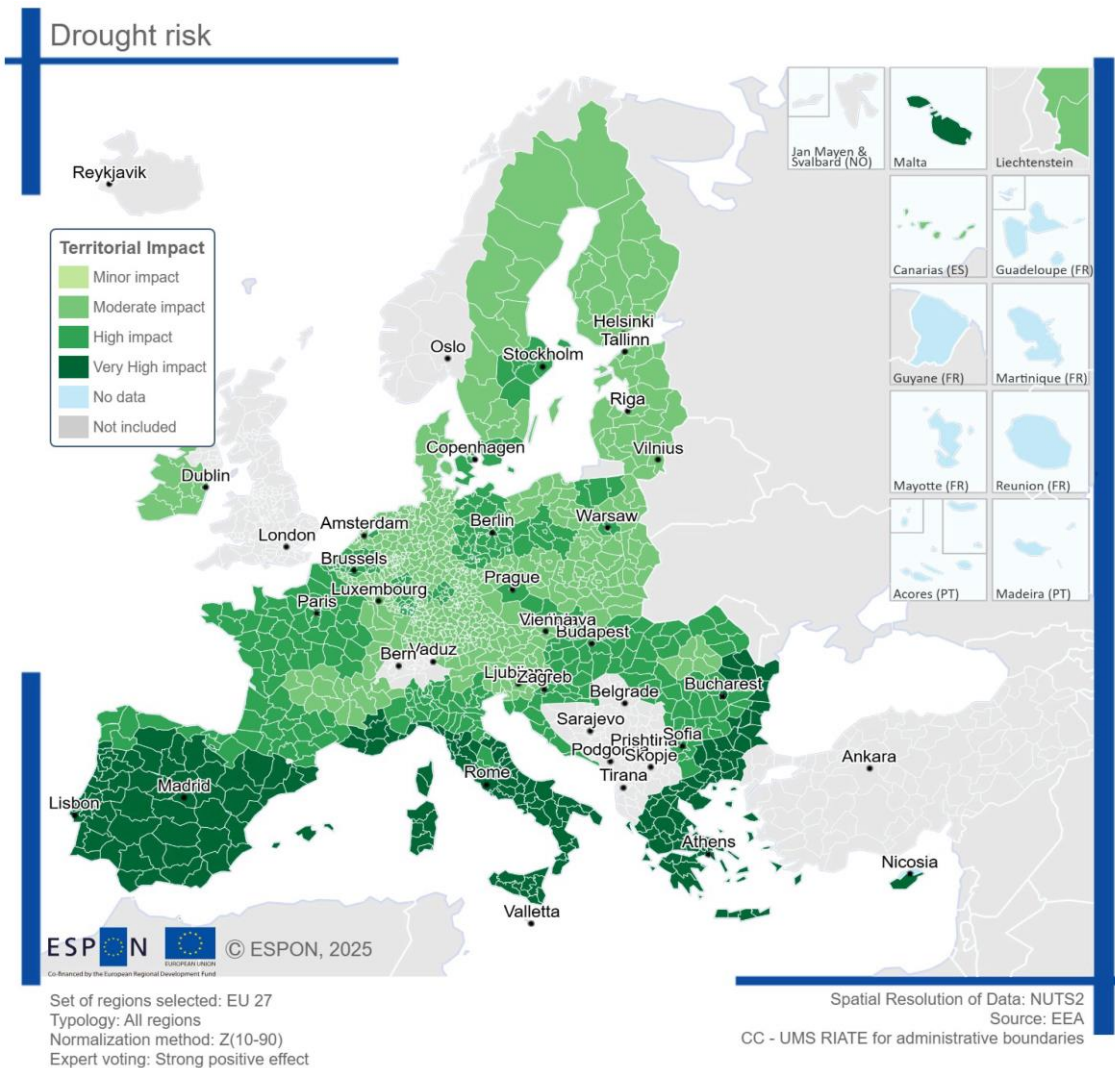 Drought risk
Reykjavik
Territorial Impact
Minor impact
Moderate impact
High impact
Very High impact
No data
Not included
Jan Mayen &
Svalbard (NO)
Malta
Liechtenstein
Canarias (ES)
Guadeloupe (FR)
Guyane (FR)
Martinique (FR)
Mayotte (FR)
Reunion (FR)
Acores (PT)
Madeira (PT)
Helsinki
Tallinn
Oslo
Stockholm
Riga
Copenhagen
Vilnius
Dublin
London
Amsterdam
Berlin
Warsaw
Brussels
Luxembourg
Prague
Paris
Vienna
Budapest
Bern
Vaduz
Zagreb
Belgrade
Bucharest
Sarajevo
Prishtina
Sofia
Skopje
Tirana
Rome
Madrid
Lisbon
Ankara
Athens
Nicosia
Valletta
ESPON
EUROPEAN UNION
© ESPON, 2025
Co-financed by the European Regional Development Fund
Set of regions selected: EU 27
Typology: All regions
Normalization method: Z(10-90)
Expert voting: Strong positive effect
Spatial Resolution of Data: NUTS2
Source: EEA
CC - UMS RIATE for administrative boundaries